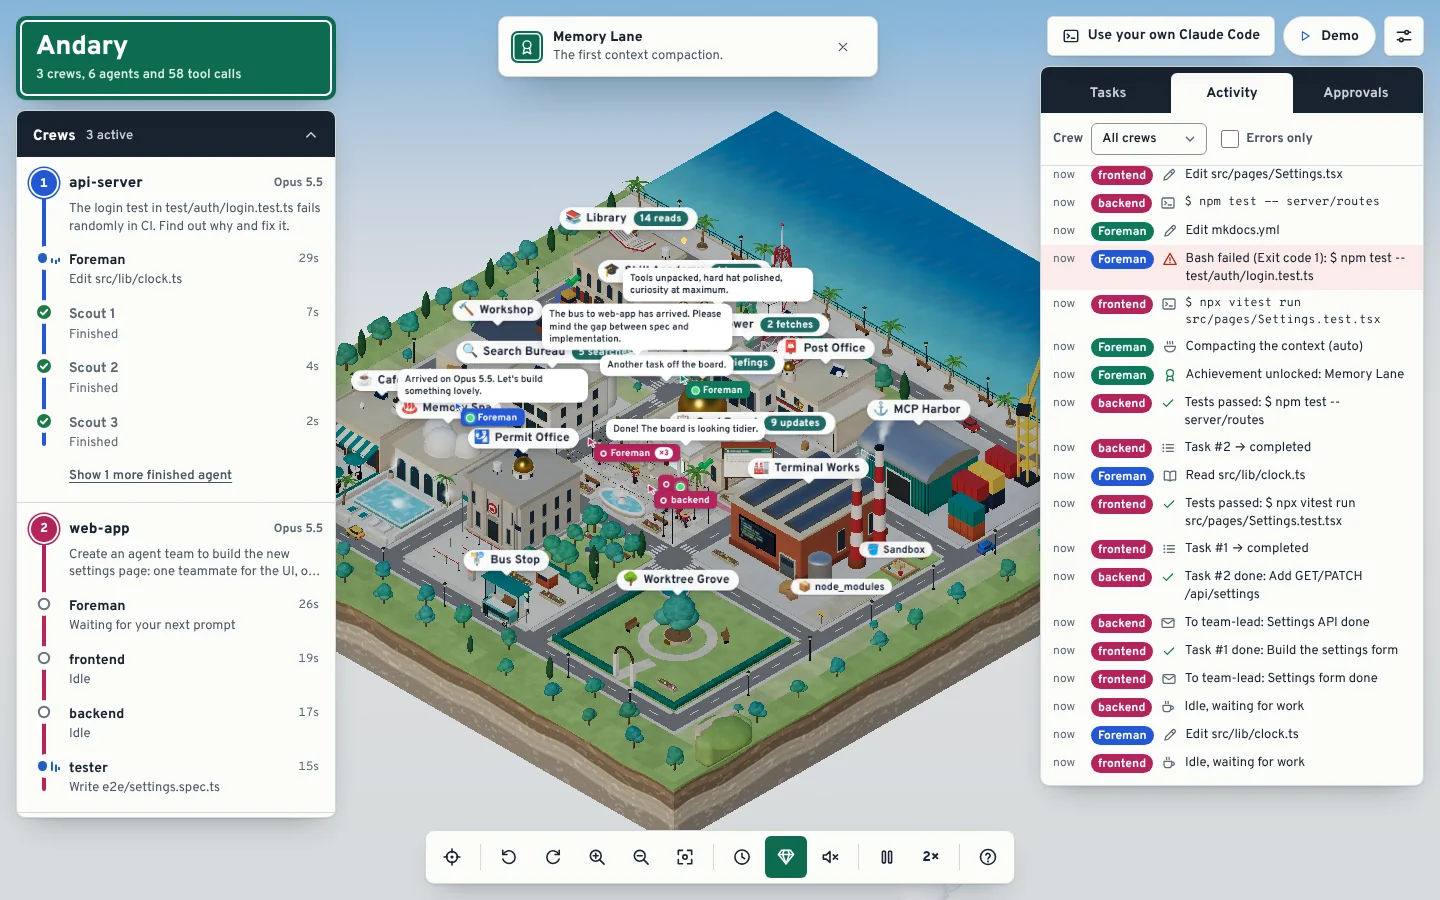 Andary
3 crews, 6 agents and 58 tool calls
Crews 3 active
1 api-server Opus 5.5
The login test in test/auth/login.test.ts fails
randomly in CI. Find out why and fix it.
Foreman 29s
Edit src/lib/clock.ts
Scout 1 7s
Finished
Scout 2 4s
Finished
Scout 3 2s
Finished
Show 1 more finished agent
2 web-app Opus 5.5
Create an agent team to build the new
settings page: one teammate for the UI, o...
Foreman 26s
Waiting for your next prompt
frontend 19s
Idle
backend 17s
Idle
tester 15s
Write e2e/settings.spec.ts
Memory Lane
The first context compaction.
Library 14 reads
Tools unpacked, hard hat polished,
curiosity at maximum.
Workshop
The bus to web-app has arrived. Please
mind the gap between spec and
implementation.
2 fetches
Search Bureau 5 searches
Post Office
Another task off the board.
Foreman
Arrived on Opus 5.5. Let's build
something lovely.
Memory Spa
Foreman
MCP Harbor
Permit Office
Done! The board is looking tidier.
9 updates
Foreman ×3
Terminal Works
backend
Bus Stop
Sandbox
Worktree Grove
node_modules
Use your own Claude Code
Demo
Tasks
Activity
Approvals
Crew All crews Errors only
now frontend Edit src/pages/Settings.tsx
now backend $ npm test -- server/routes
now Foreman Edit mkdocs.yml
now Foreman Bash failed (Exit code 1): $ npm test --
test/auth/login.test.ts
now frontend $ npx vitest run
src/pages/Settings.test.tsx
now Foreman Compacting the context (auto)
now Foreman Achievement unlocked: Memory Lane
now backend Tests passed: $ npm test --
server/routes
now backend Task #2 → completed
now Foreman Read src/lib/clock.ts
now frontend Tests passed: $ npx vitest run
src/pages/Settings.test.tsx
now frontend Task #1 → completed
now backend Task #2 done: Add GET/PATCH
/api/settings
now backend To team-lead: Settings API done
now frontend Task #1 done: Build the settings form
now frontend To team-lead: Settings form done
now backend Idle, waiting for work
now Foreman Edit src/lib/clock.ts
now frontend Idle, waiting for work
2×